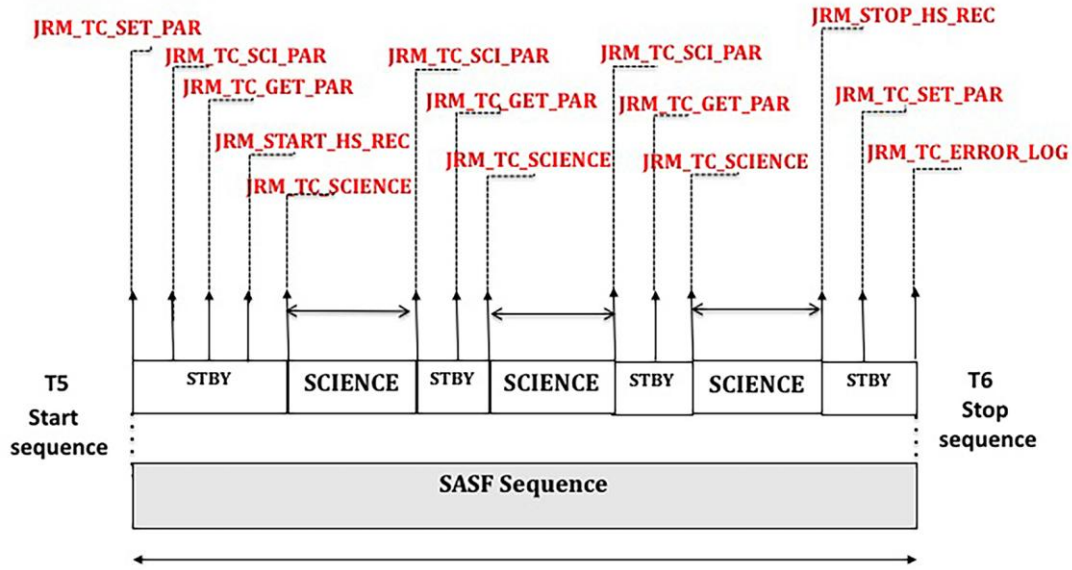 JRM_STOP_HS_REC
JRM_TC_SET_PAR
JRM_TC_SCI_PAR
JRM_TC_SCI_PAR
JRM_TC_SCI_PAR
JRM_TC_GET_PAR
JRM_TC_GET_PAR
JRM_TC_GET_PAR
JRM_TC_SET_PAR
JRM_START_HS_REC
JRM_TC_SCIENCE
JRM_TC_SCIENCE
JRM_TC_ERROR_LOG
JRM_TC_SCIENCE
T5
Start
sequence
STBY
SCIENCE
STBY
SCIENCE
STBY
SCIENCE
STBY
T6
Stop
sequence
SASF Sequence